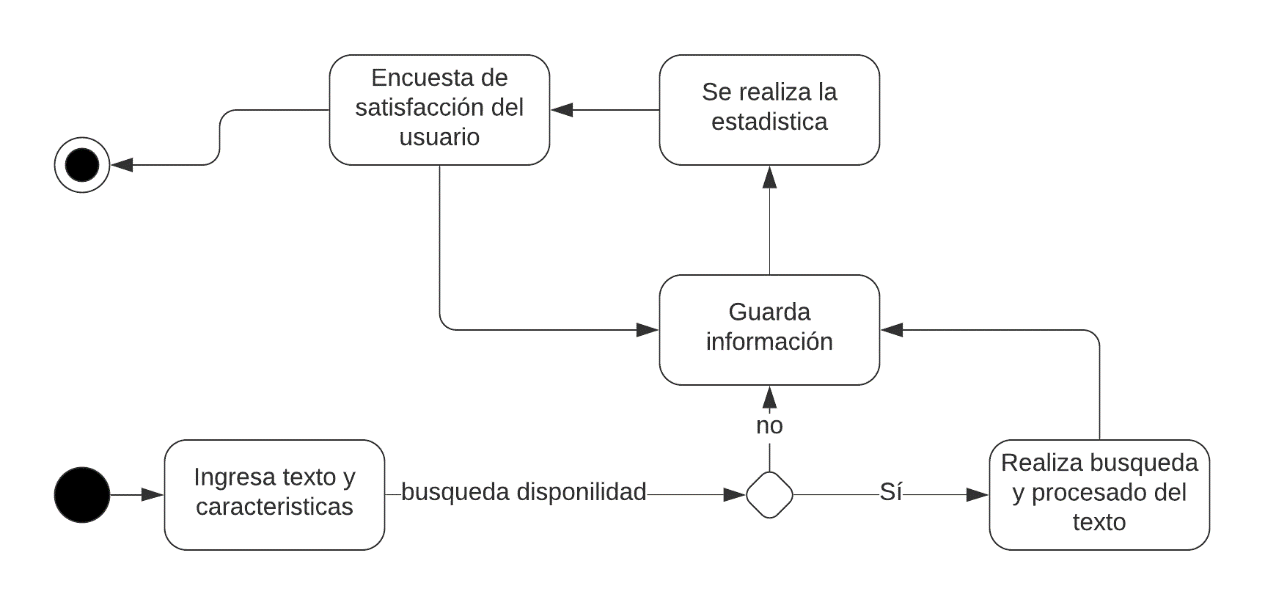 Encuesta de
satisfacción del
usuario
Se realiza la
estadistica
Guarda
información
no
Ingresa texto y
caracteristicas
busqueda disponilidad
Sí
Realiza busqueda
y procesado del
texto